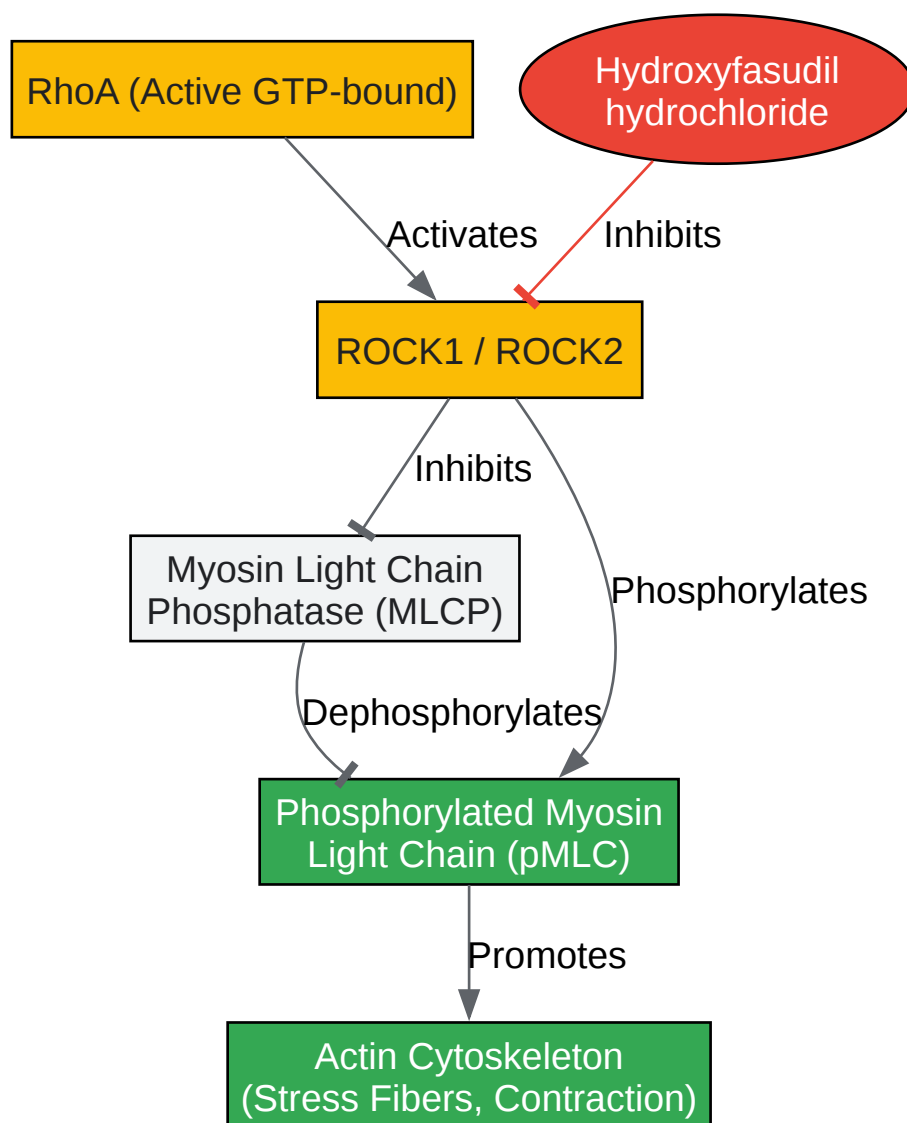 RhoA (Active GTP-bound)
Hydroxyfasudil
hydrochloride
Activates
Inhibits
ROCK1 / ROCK2
Inhibits
Myosin Light Chain
Phosphatase (MLCP)
Phosphorylates
Dephosphorylates
Phosphorylated Myosin
Light Chain (pMLC)
Promotes
Actin Cytoskeleton
(Stress Fibers, Contraction)